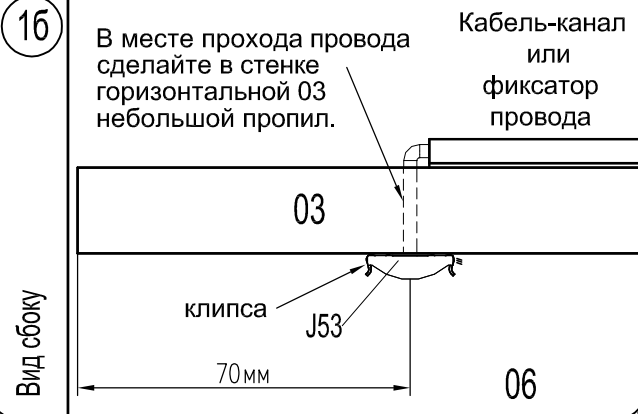 1б
В месте прохода провода
сделайте в стенке
горизонтальной 03
небольшой пропил.
Кабель-канал
или
фиксатор
провода
03
клипса
J53
70мм
06
Вид сбоку